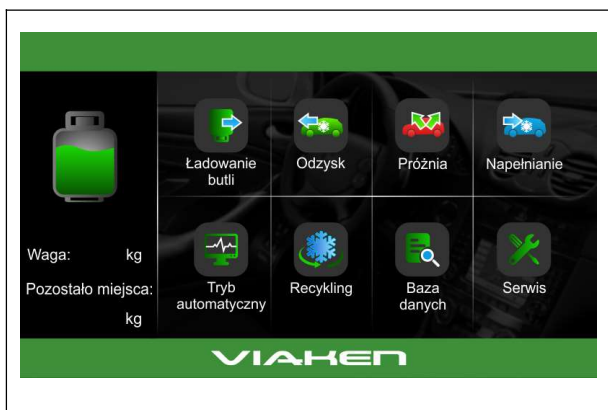 Ładowanie
butli
Odzysk
Próżnia
Napełnianie
Waga: kg
Pozostało miejsca:
kg
Tryb
automatyczny
Recykling
Baza
danych
Serwis
VIAKEN